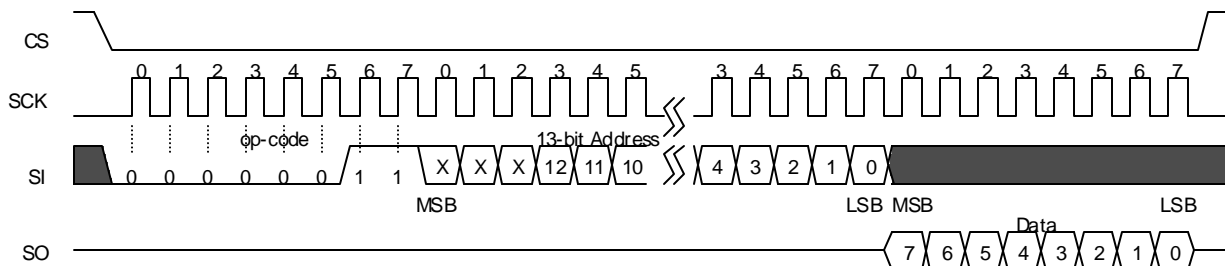 CS
0 1 2 3 4 5 6 7 0 1 2 3 4 5 3 4 5 6 7 0 1 2 3 4 5 6 7
SCK
op-code 13-bit Address
SI 0 0 0 0 0 0 1 1 X X X 12 11 10 4 3 2 1 0
MSB LSB MSB LSB
Data
SO 7 6 5 4 3 2 1 0